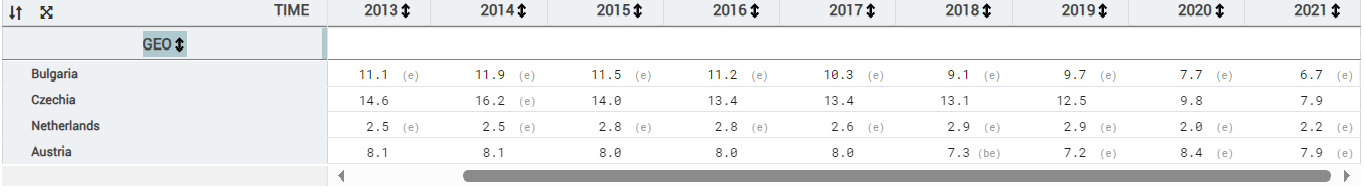 TIME 2013 2014 2015 2016 2017 2018 2019 2020 2021
GEO
Bulgaria 11.1 (e) 11.9 (e) 11.5 (e) 11.2 (e) 10.3 (e) 9.1 (e) 9.7 (e) 7.7 (e) 6.7 (e)
Czechia 14.6 16.2 (e) 14.0 13.4 13.4 13.1 12.5 9.8 7.9
Netherlands 2.5 (e) 2.5 (e) 2.8 (e) 2.8 (e) 2.6 (e) 2.9 (e) 2.9 (e) 2.0 (e) 2.2 (e)
Austria 8.1 8.1 8.0 8.0 8.0 7.3 (be) 7.2 (e) 8.4 (e) 7.9 (e)